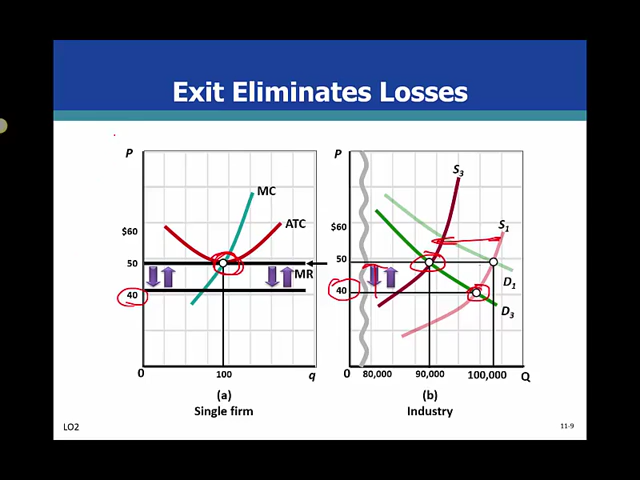 Exit Eliminates Losses
P
MC
ATC
$60
50
MR
40
0
100
q
(a)
Single firm
P
S3
S1
$60
50
40
D1
D3
0
80,000
90,000
100,000
Q
(b)
Industry
LO2
11-9